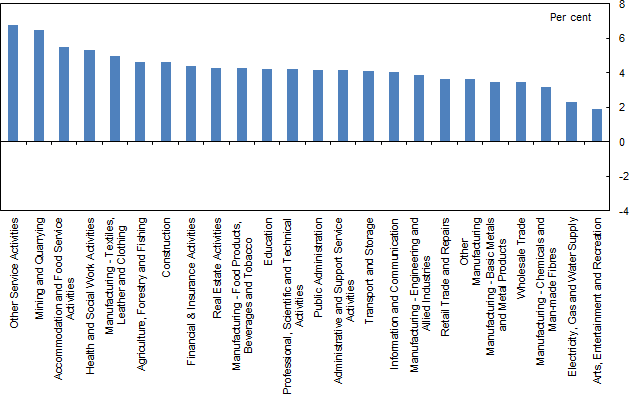 Per cent
8
6
4
2
0
-2
-4
Other Service Activities
Mining and Quarrying
Accommodation and Food Service
Activities
Health and Social Work Activities
Manufacturing - Textiles,
Leather and Clothing
Agriculture, Forestry and Fishing
Construction
Financial & Insurance Activities
Real Estate Activities
Manufacturing - Food Products,
Beverages and Tobacco
Education
Professional, Scientific and Technical
Activities
Public Administration
Administrative and Support Service
Activities
Transport and Storage
Information and Communication
Manufacturing - Engineering and
Allied Industries
Retail Trade and Repairs
Other
Manufacturing
Manufacturing - Basic Metals
and Metal Products
Wholesale Trade
Manufacturing - Chemicals and
Man-made Fibres
Electricity, Gas and Water Supply
Arts, Entertainment and Recreation